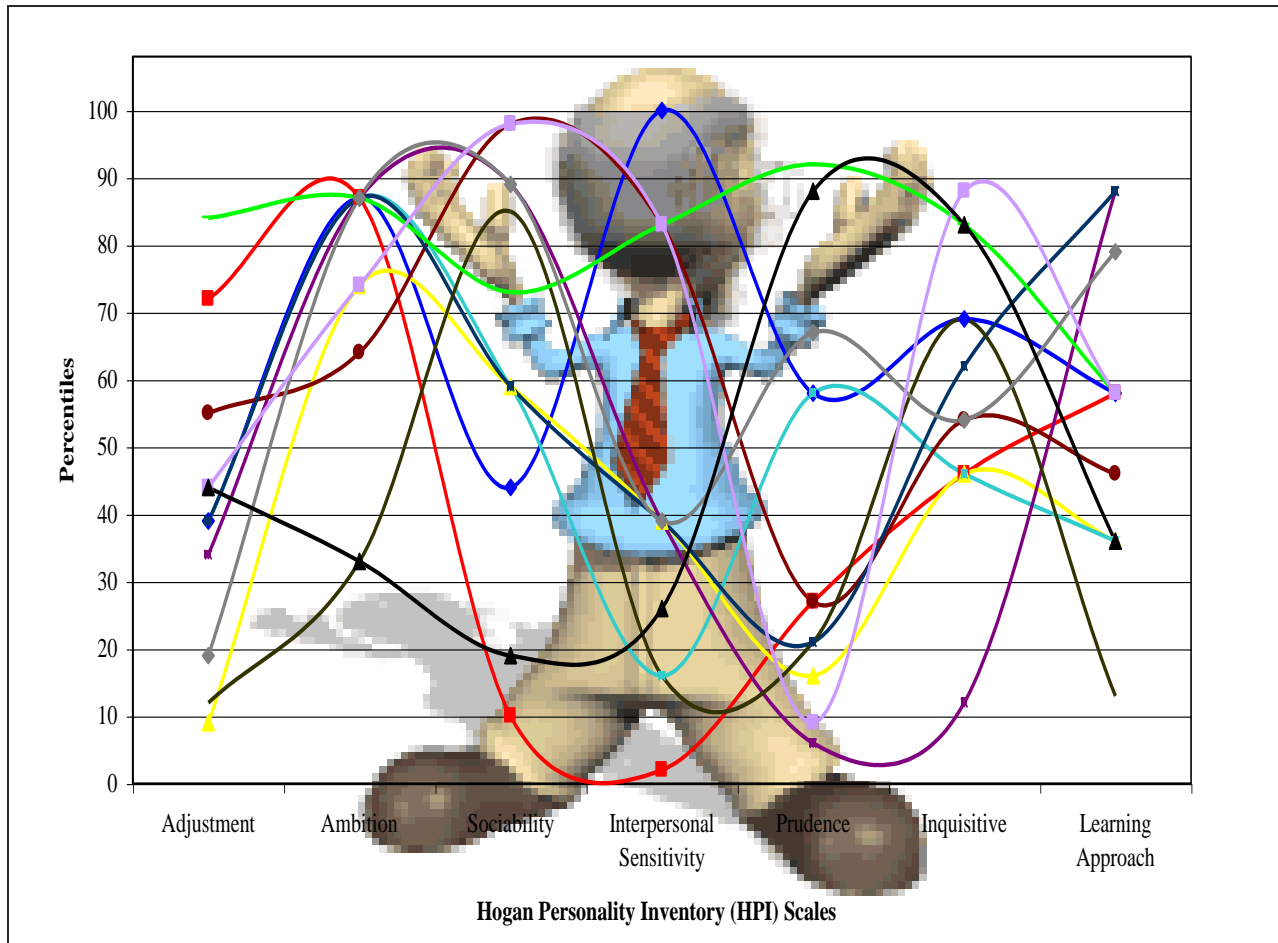 100
90
80
70
60
50
40
30
20
10
0
Percentiles
Adjustment
Ambition
Sociability
Interpersonal
Sensitivity
Prudence
Inquisitive
Learning
Approach
Hogan Personality Inventory (HPI) Scales